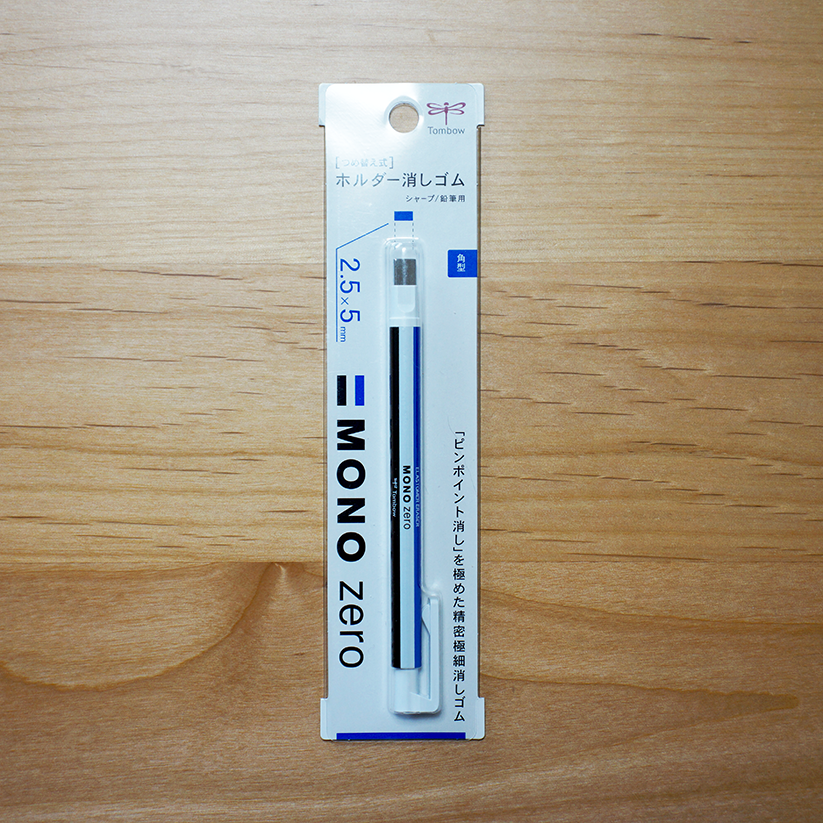 Tombow
[つめ替え式]
ホルダー消しゴム
シャープ/鉛筆用
角型
2.5×5mm
MONO zero
ELASTOMER ERASER
MONO zero
Tombow
「ピンポイント消し」を極めた精密極細消しゴム